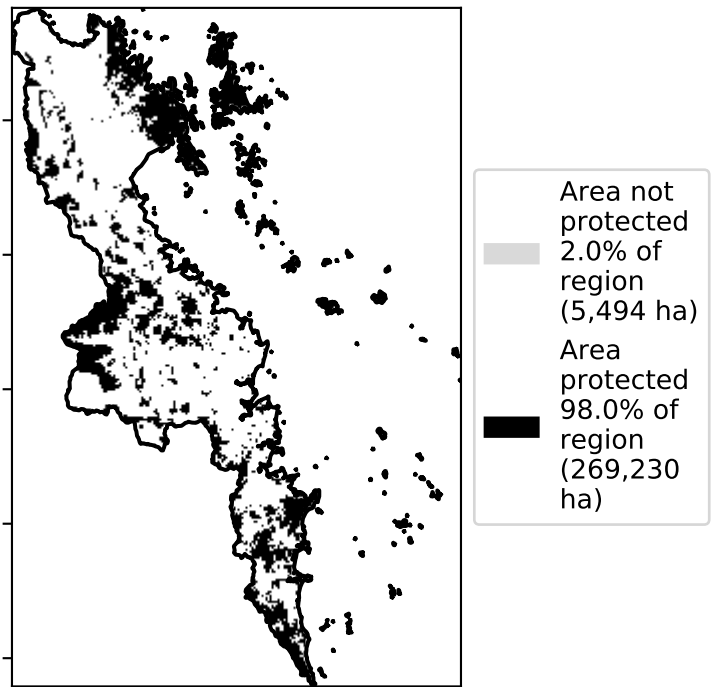 Area not
protected
2.0% of
region
(5,494 ha)
Area
protected
98.0% of
region
(269,230
ha)